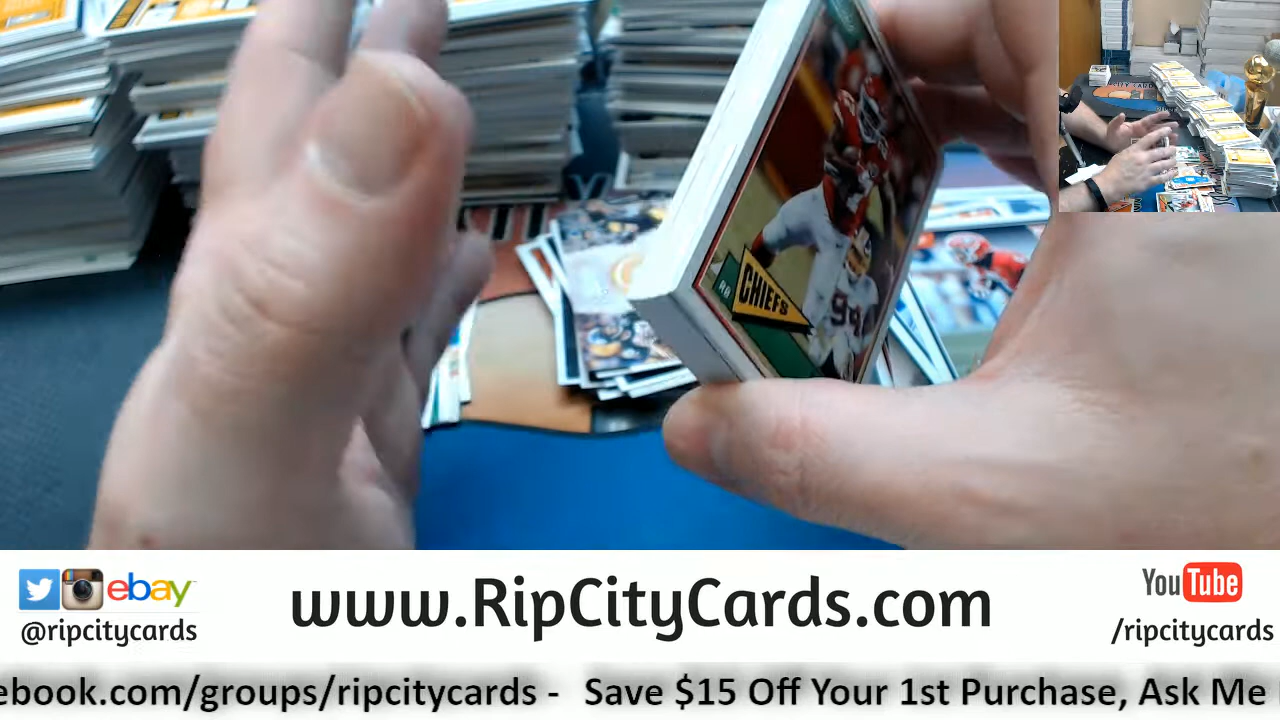 RB
CHIEFS
94
ebay
@ripcitycards
www.RipCityCards.com
YouTube
/ripcitycards
ebook.com/groups/ripcitycards - Save $15 Off Your 1st Purchase, Ask Me